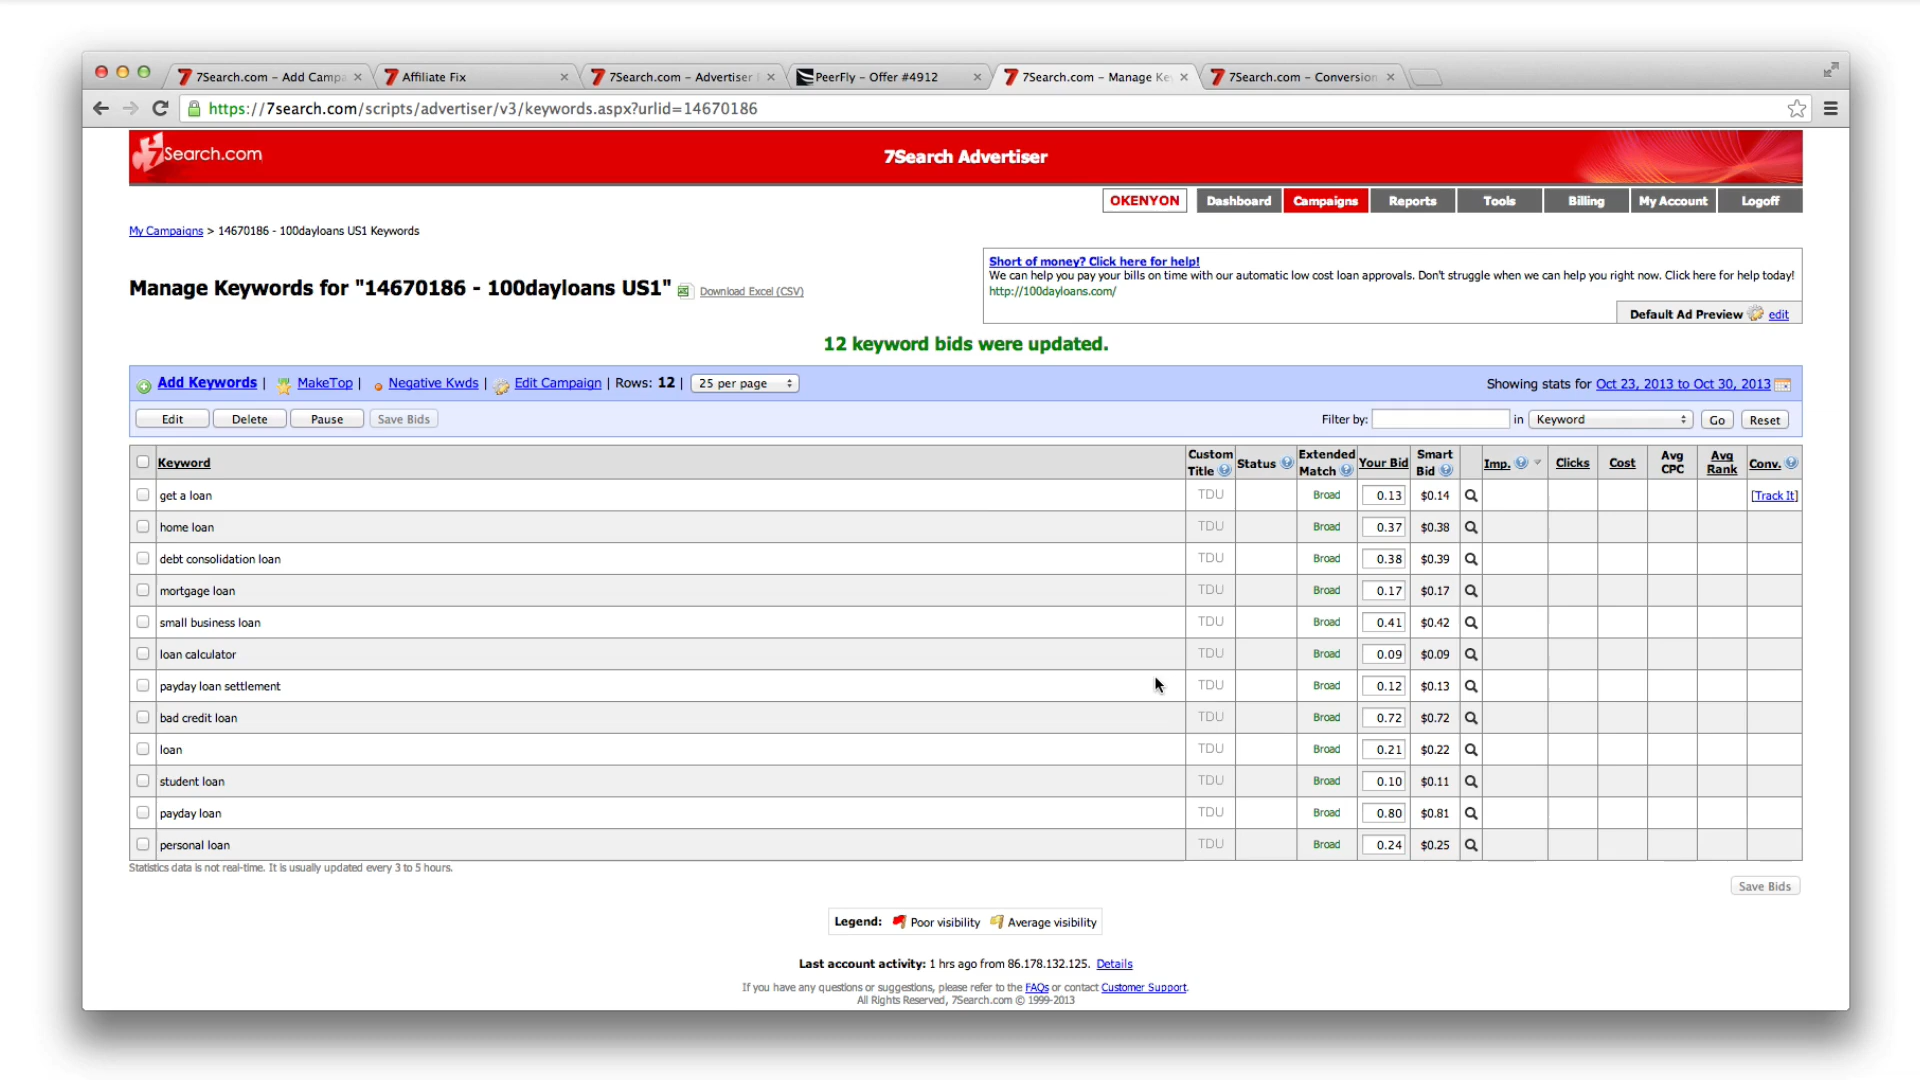 7Search.com – Add Campa
Affiliate Fix
7Search.com – Advertiser
PeerFly – Offer #4912
7Search.com – Manage Ke
7Search.com – Conversion
https://7search.com/scripts/advertiser/v3/keywords.aspx?urlid=14670186
7Search.com
7Search Advertiser
OKENYON Dashboard Campaigns Reports Tools Billing My Account Logoff
My Campaigns > 14670186 - 100dayloans US1 Keywords
Short of money? Click here for help!
We can help you pay your bills on time with our automatic low cost loan approvals. Don't struggle when we can help you right now. Click here for help today!
http://100dayloans.com/
Default Ad Preview edit
Manage Keywords for "14670186 - 100dayloans US1" Download Excel (CSV)
12 keyword bids were updated.
Add Keywords | MakeTop | Negative Kwds | Edit Campaign | Rows: 12 | 25 per page
Showing stats for Oct 23, 2013 to Oct 30, 2013
Edit Delete Pause Save Bids
Filter by: in Keyword Go Reset
Keyword Custom Title Status Extended Match Your Bid Smart Bid Imp. Clicks Cost Avg CPC Avg Rank Conv.
get a loan TDU Broad 0.13 $0.14 [Track It]
home loan TDU Broad 0.37 $0.38
debt consolidation loan TDU Broad 0.38 $0.39
mortgage loan TDU Broad 0.17 $0.17
small business loan TDU Broad 0.41 $0.42
loan calculator TDU Broad 0.09 $0.09
payday loan settlement TDU Broad 0.12 $0.13
bad credit loan TDU Broad 0.72 $0.72
loan TDU Broad 0.21 $0.22
student loan TDU Broad 0.10 $0.11
payday loan TDU Broad 0.80 $0.81
personal loan TDU Broad 0.24 $0.25
Statistics data is not real-time. It is usually updated every 3 to 5 hours.
Save Bids
Legend: Poor visibility Average visibility
Last account activity: 1 hrs ago from 86.178.132.125. Details
If you have any questions or suggestions, please refer to the FAQs or contact Customer Support.
All Rights Reserved, 7Search.com © 1999-2013